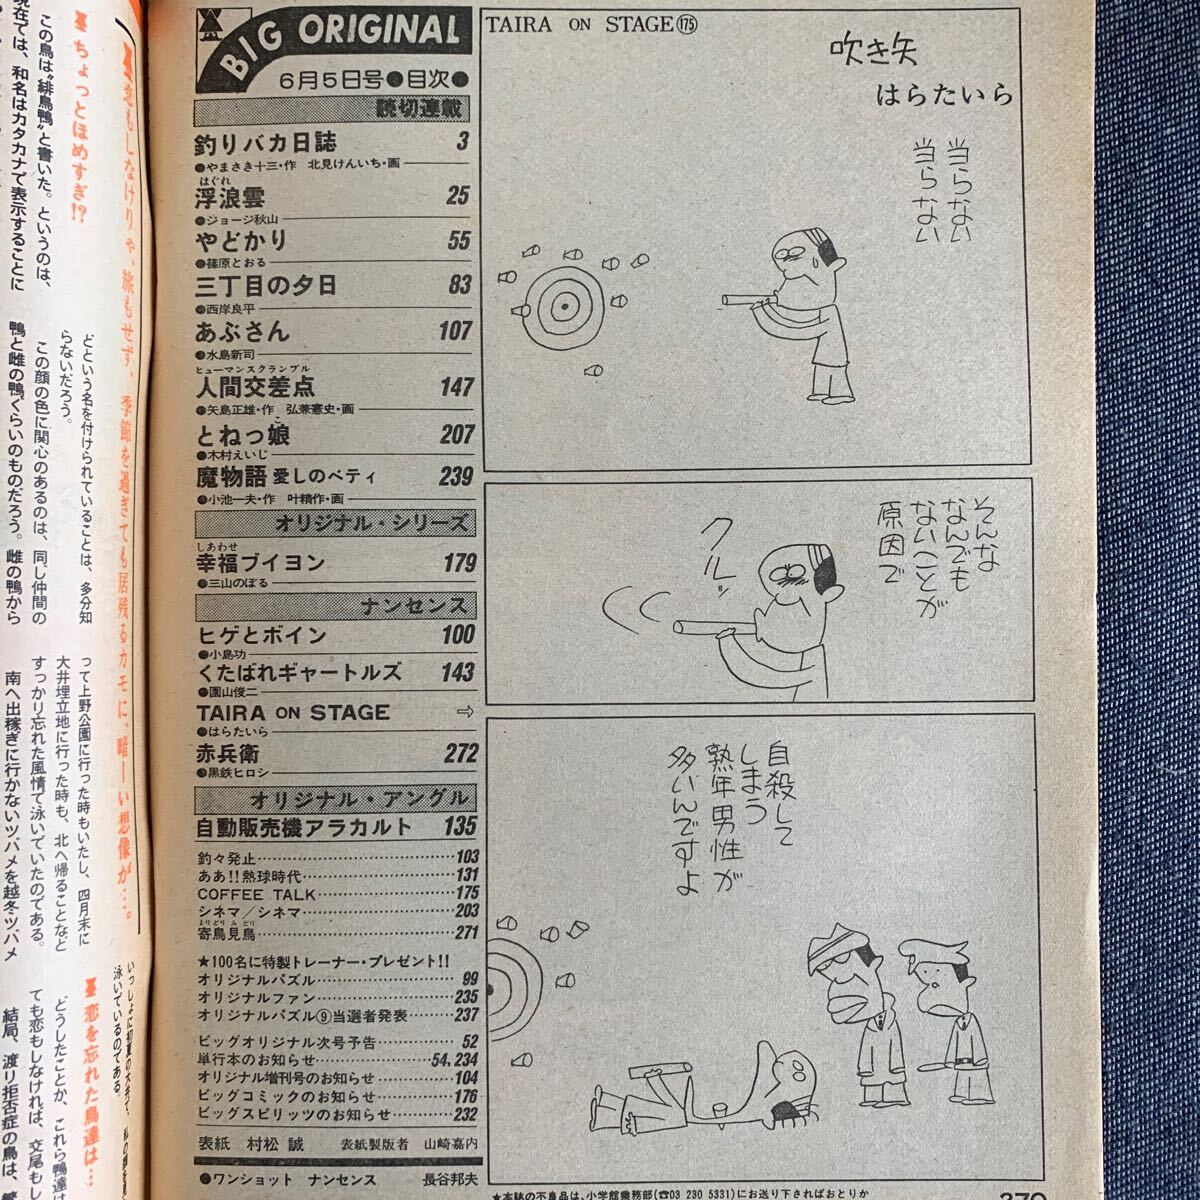 BIG ORIGINAL
6月5日号●目次●
読切連載
釣りバカ日誌 3
●やまさき十三・作 北見けんいち・画
はぐれ
浮浪雲 25
●ジョージ秋山
やどかり 55
●篠原とおる
三丁目の夕日 83
●西岸良平
あぶさん 107
●水島新司
ヒューマンスクランブル
人間交差点 147
●矢島正雄・作 弘兼憲史・画
とねっ娘 207
●木村えいじ
魔物語 愛しのベティ 239
●小池一夫・作 叶精作・画
オリジナル・シリーズ
しあわせ
幸福ブイヨン 179
●三山のぼる
ナンセンス
ヒゲとボイン 100
●小島功
くたばれギャートルズ 143
●園山俊二
TAIRA ON STAGE ⇨
●はらたいら
赤兵衛 272
●黒鉄ヒロシ
オリジナル・アングル
自動販売機アラカルト 135
釣々発止 103
ああ!!熱球時代 131
COFFEE TALK 175
シネマ/シネマ 203
よりどりみどり
寄鳥見鳥 271
★100名に特製トレーナー・プレゼント!!
オリジナルパズル 99
オリジナルファン 235
オリジナルパズル⑨当選者発表 237
ビッグオリジナル次号予告 52
単行本のお知らせ 54,234
オリジナル増刊号のお知らせ 104
ビッグコミックのお知らせ 176
ビッグスピリッツのお知らせ 232
表紙 村松 誠 表紙製版者 山崎嘉内
●ワンショット ナンセンス 長谷邦夫
TAIRA ON STAGE⑰⁵
吹き矢
はらたいら
当らない
当らない
そんな
なんでも
ないことが
原因で
クルッ
自殺して
しまう
熟年男性が
多いんですよ
★本誌の不良品は、小学館業務部(☎03 230 5331)にお送り下さればおとりか
恋もしなけりゃ、旅もせず、季節を過ぎても居残るカモに、暗ーい想像が…。
ちょっとほめすぎ!?
この鳥は“緋鳥鴨”と書いた。というのは、
現在では、和名はカタカナで表示することに
どという名を付けられていることは、多分知
らないだろう。
この顔の色に関心のあるのは、同じ仲間の
鴨と雌の鴨ぐらいのものだろう。雌の鴨から
って上野公園に行った時もいたし、四月末に
大井埋立地に行った時も、北へ帰ることなど
すっかり忘れた風情で泳いでいたのである。
南へ出稼ぎに行かないツバメを越冬ツバメ
泳いでいるのである。
恋を忘れた鳥達は…
どうしたことか、これら鴨達は
ても恋もしなければ、交尾もし
結局、渡り拒否症の鳥は、